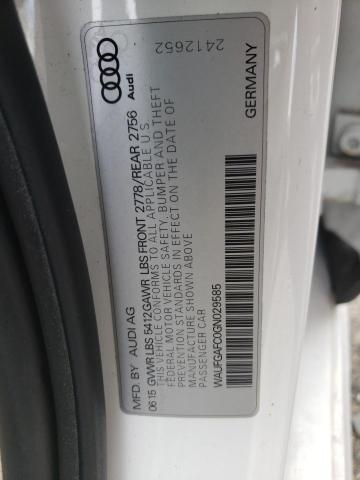 MFD. BY AUDI AG
06.15 GVWR LBS 5412 GAWR LBS FRONT 2778/REAR 2756
THIS VEHICLE CONFORMS TO ALL APPLICABLE U.S.
FEDERAL MOTOR VEHICLE SAFETY, BUMPER AND THEFT
PREVENTION STANDARDS IN EFFECT ON THE DATE OF
MANUFACTURE SHOWN ABOVE.
PASSENGER CAR
WAUFGAFC0GN029585
Audi
2412652
GERMANY